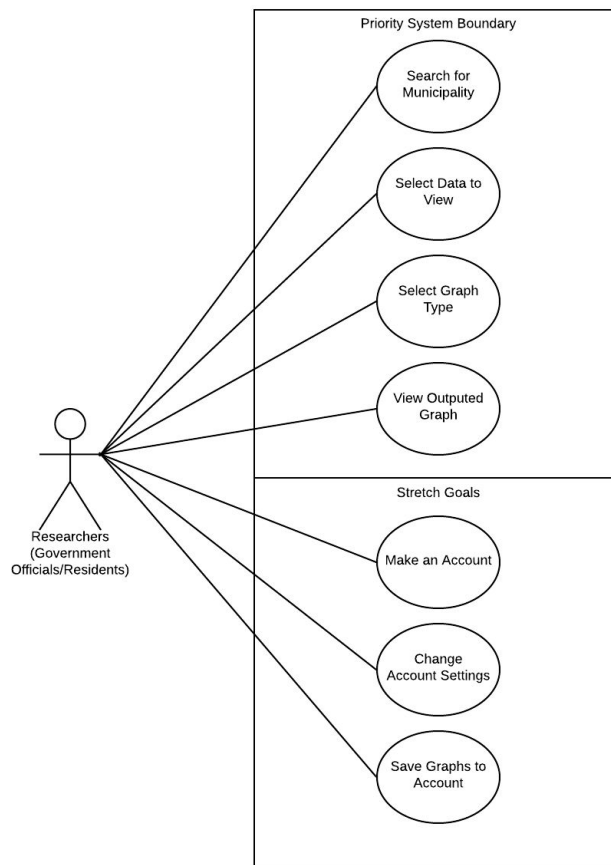 Priority System Boundary
Search for
Municipality
Select Data to
View
Select Graph
Type
View Outputed
Graph
Researchers
(Government
Officials/Residents)
Stretch Goals
Make an Account
Change
Account Settings
Save Graphs to
Account